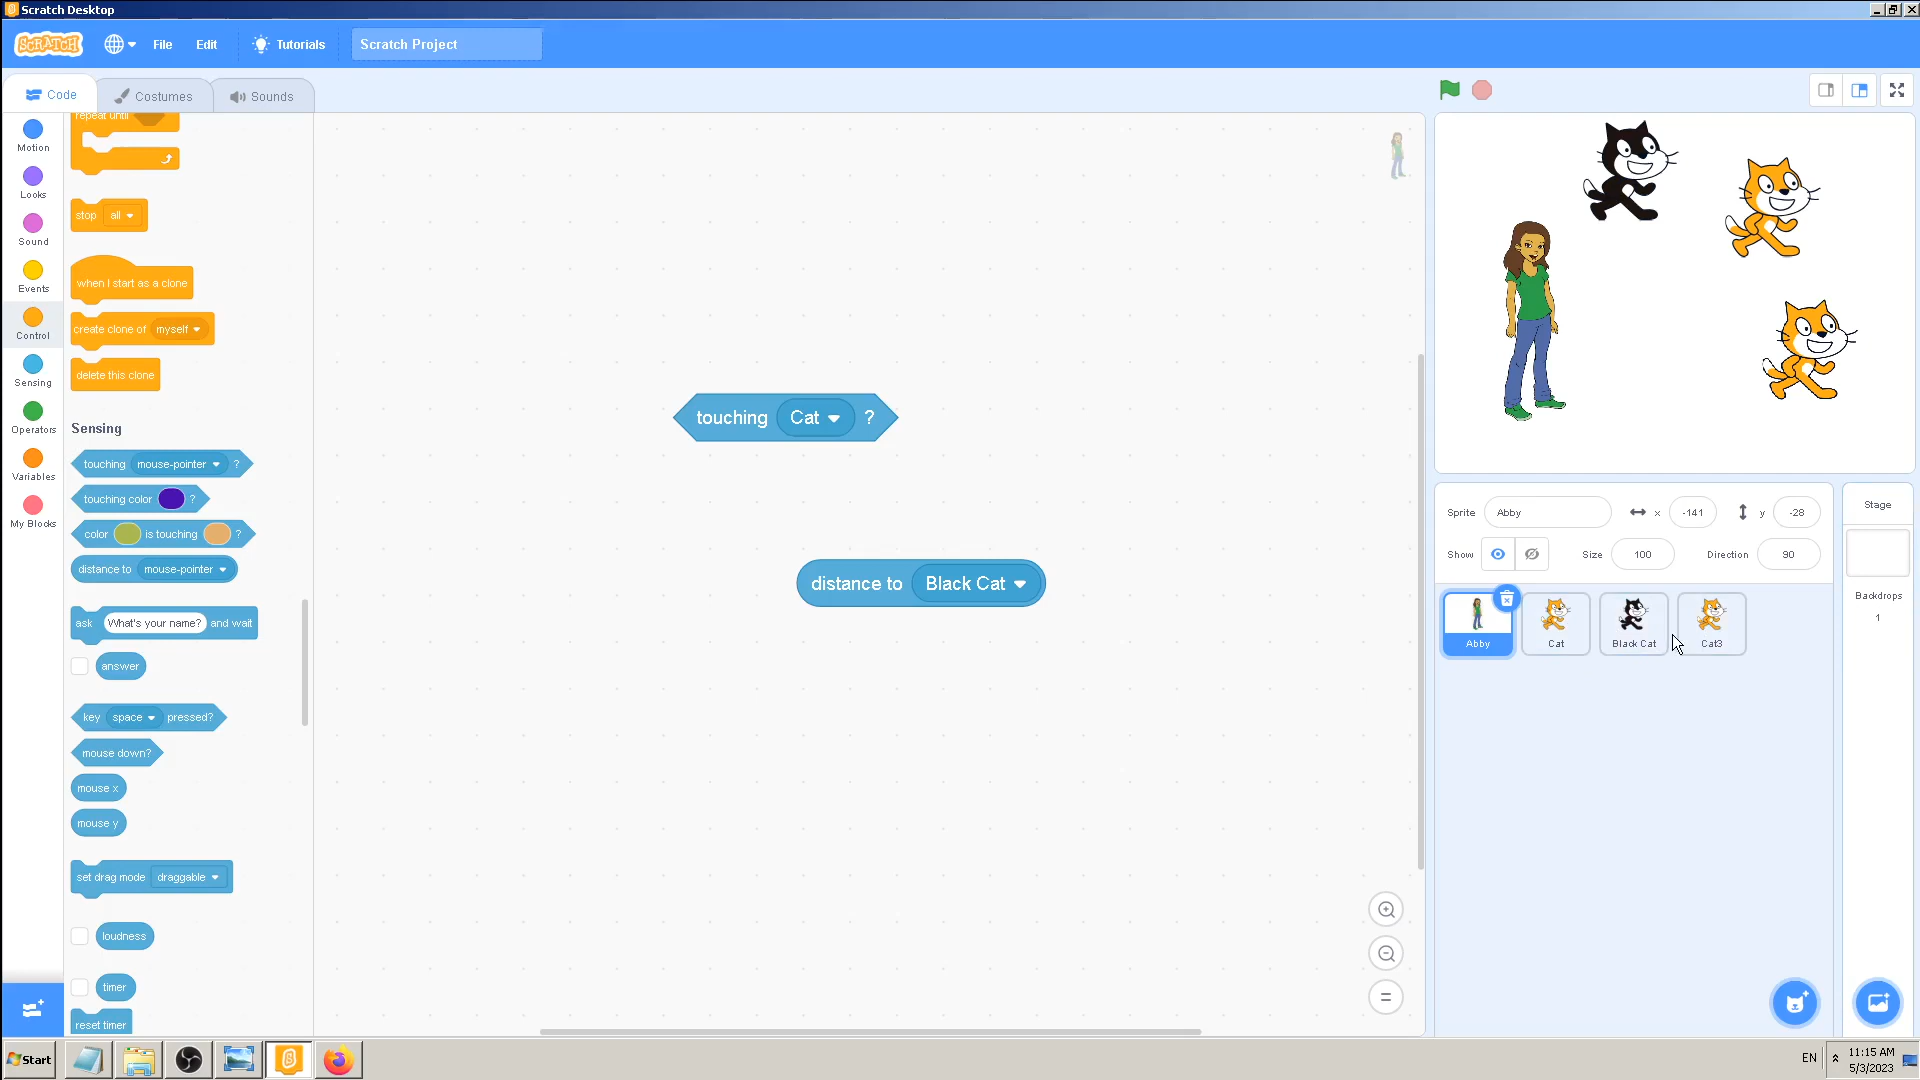 Scratch Desktop
SCRATCH
File
Edit
Tutorials
Scratch Project
Code
Costumes
Sounds
Motion
Looks
Sound
Events
Control
Sensing
Operators
Variables
My Blocks
repeat until
stop all
when I start as a clone
create clone of myself
delete this clone
Sensing
touching mouse-pointer ?
touching color ?
color is touching ?
distance to mouse-pointer
ask What's your name? and wait
answer
key space pressed?
mouse down?
mouse x
mouse y
set drag mode draggable
loudness
timer
reset timer
touching Cat ?
distance to Black Cat
Sprite Abby x -141 y -28
Show Size 100 Direction 90
Abby
Cat
Black Cat
Cat3
Stage
Backdrops
1
Start
EN
11:15 AM
5/3/2023